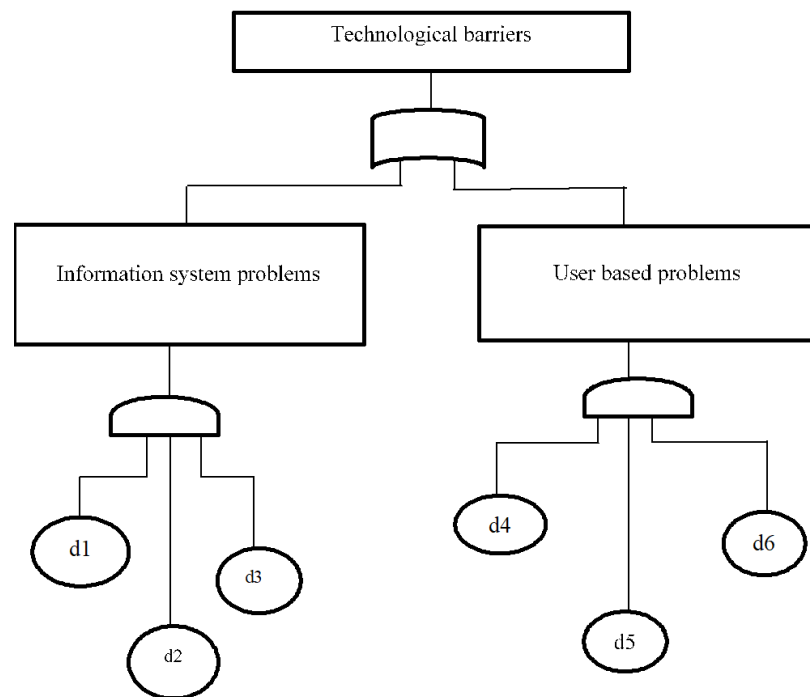 Technological barriers
Information system problems
User based problems
d1
d2
d3
d4
d5
d6